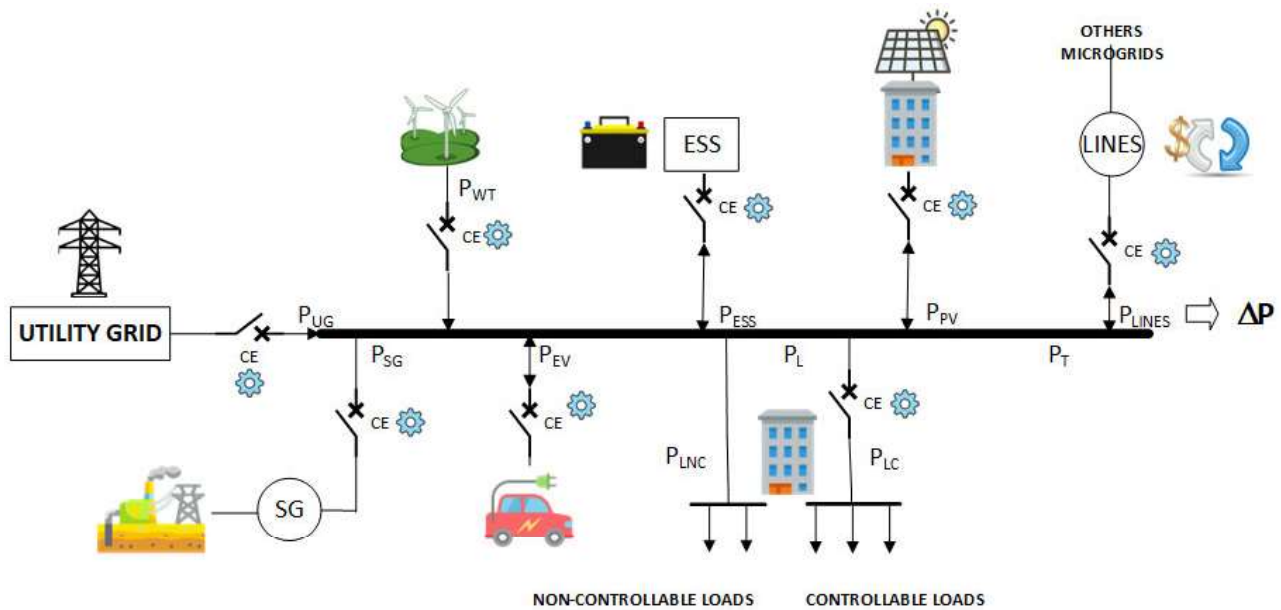 OTHERS
MICROGRIDS
ESS
LINES
$
P_WT
CE
CE
CE
CE
UTILITY GRID
P_UG
P_ESS
P_PV
P_LINES
ΔP
CE
P_SG
P_EV
P_L
P_T
CE
CE
CE
P_LNC
P_LC
SG
NON-CONTROLLABLE LOADS
CONTROLLABLE LOADS